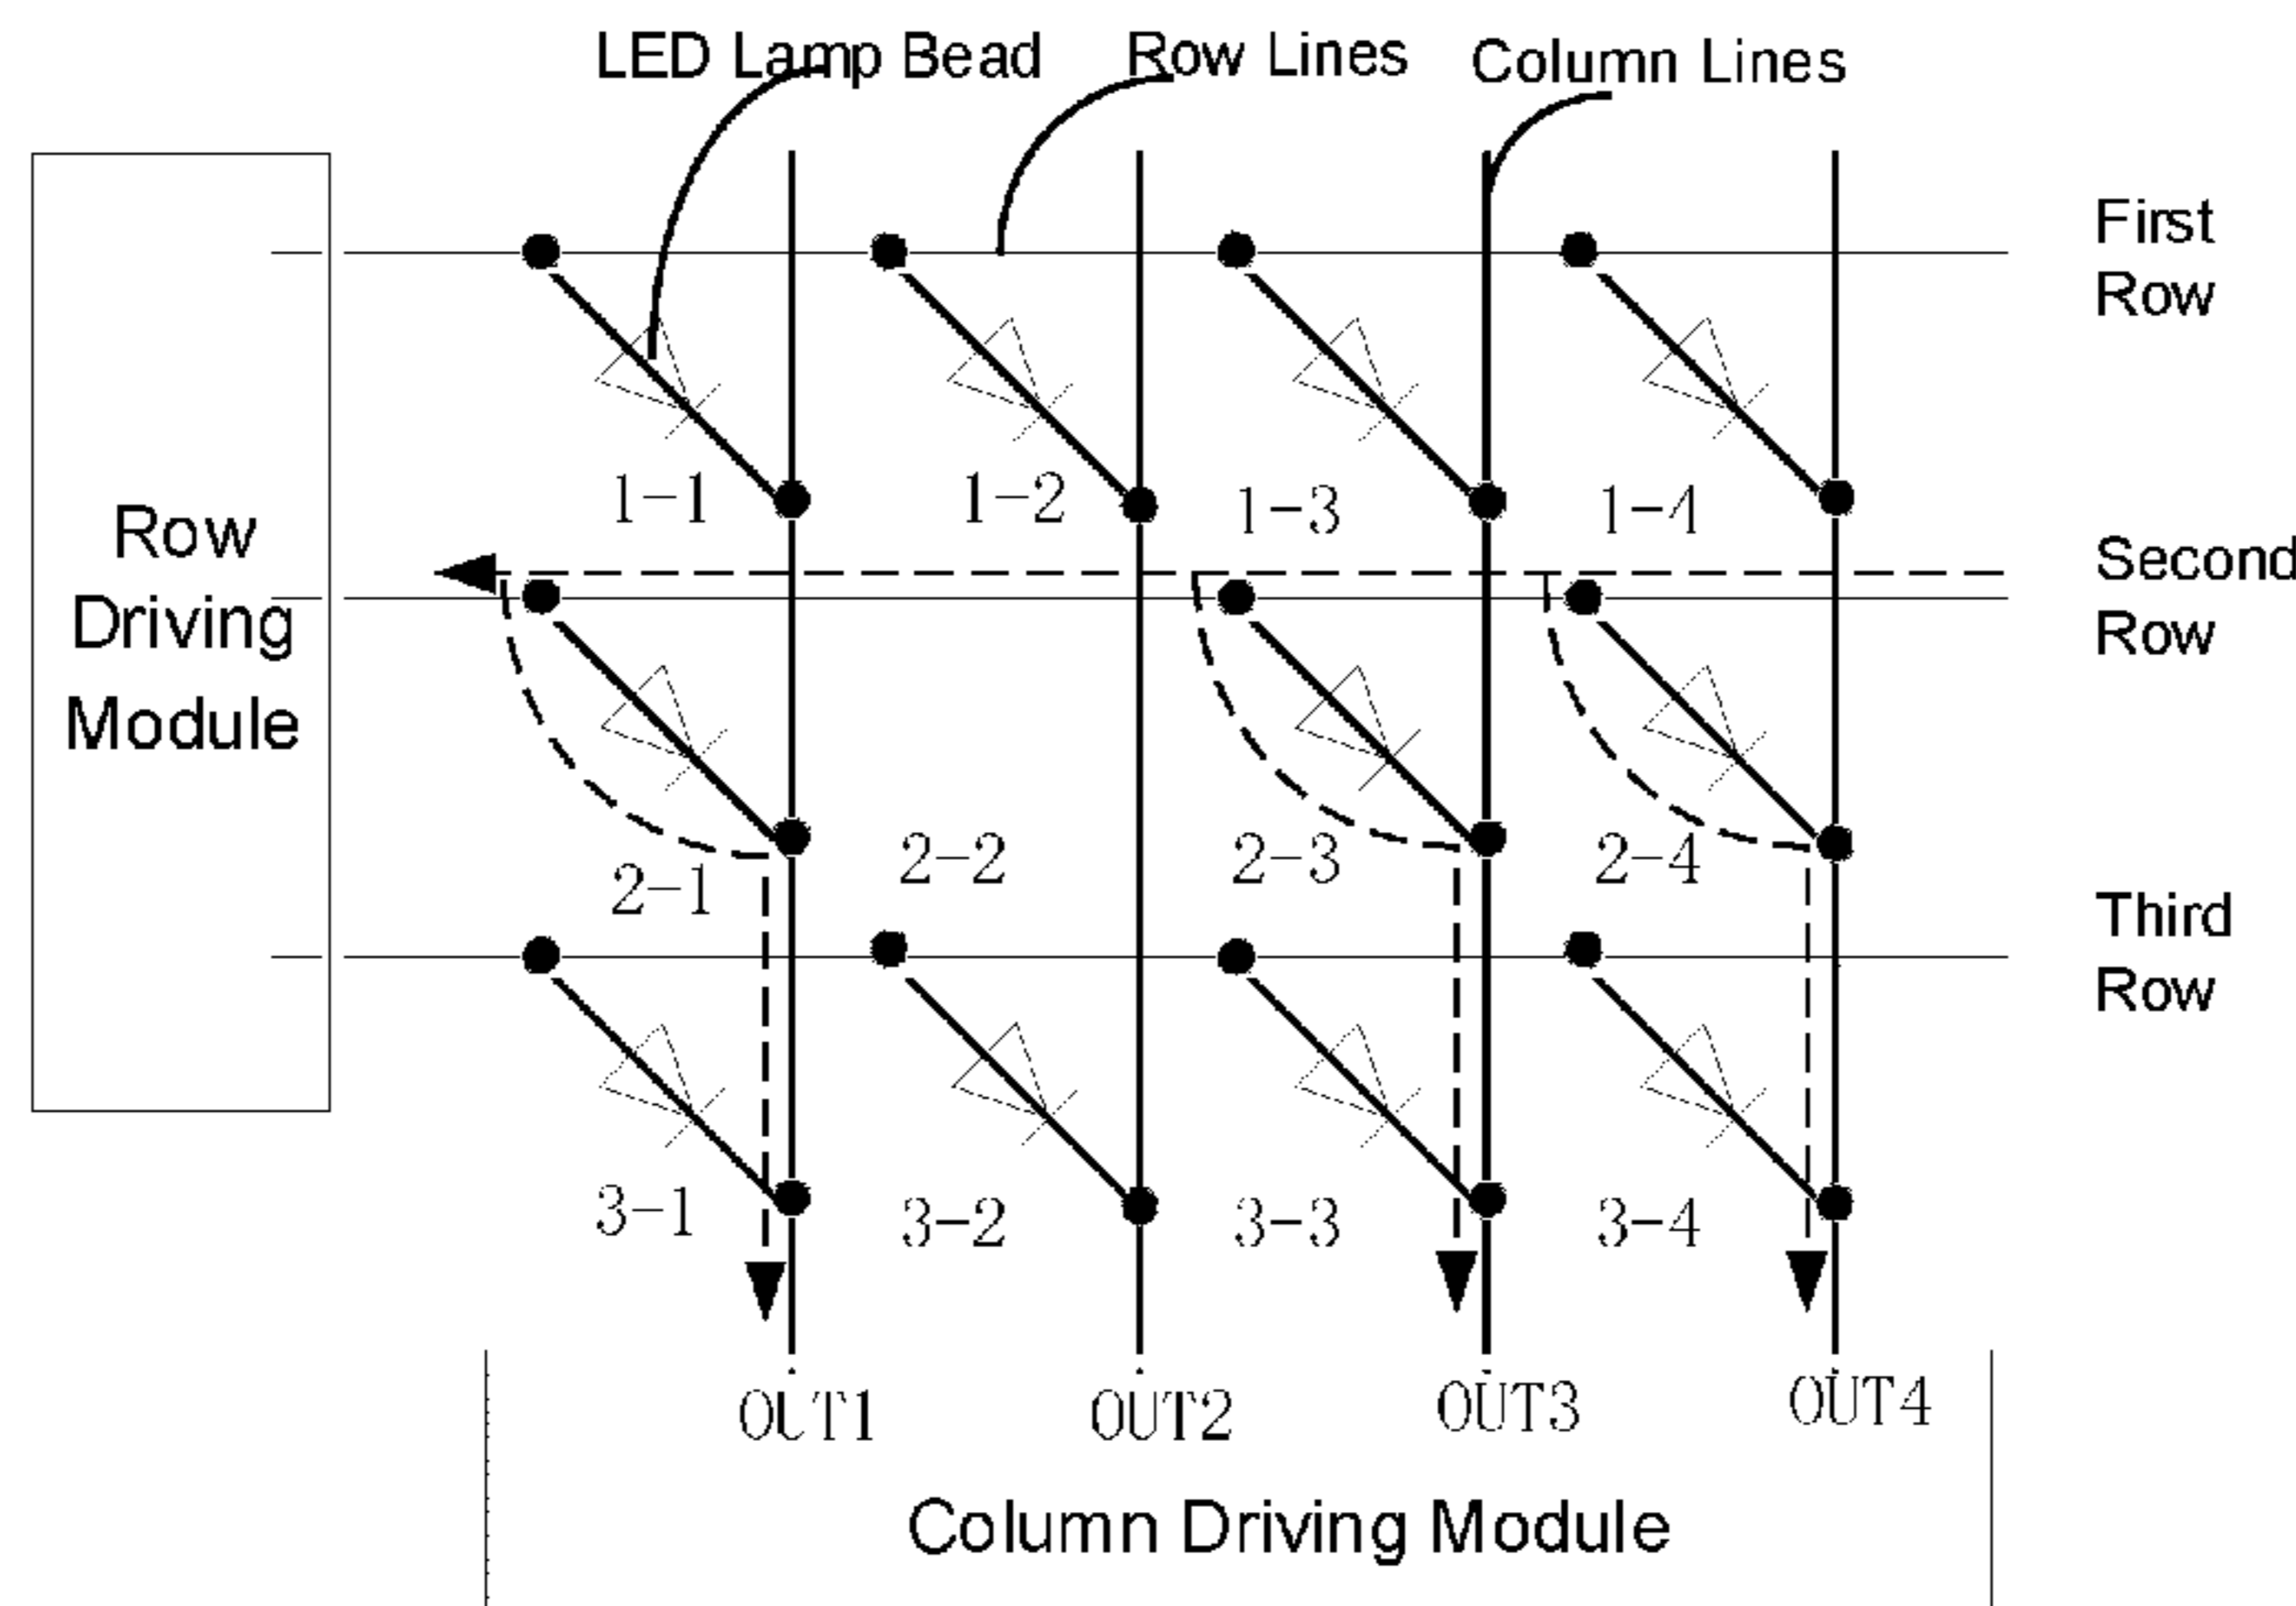 LED Lamp Bead
Row Lines
Column Lines
First
Row
1-1
1-2
1-3
1-4
Row
Driving
Module
Second
Row
2-1
2-2
2-3
2-4
Third
Row
3-1
3-2
3-3
3-4
OUT1
OUT2
OUT3
OUT4
Column Driving Module